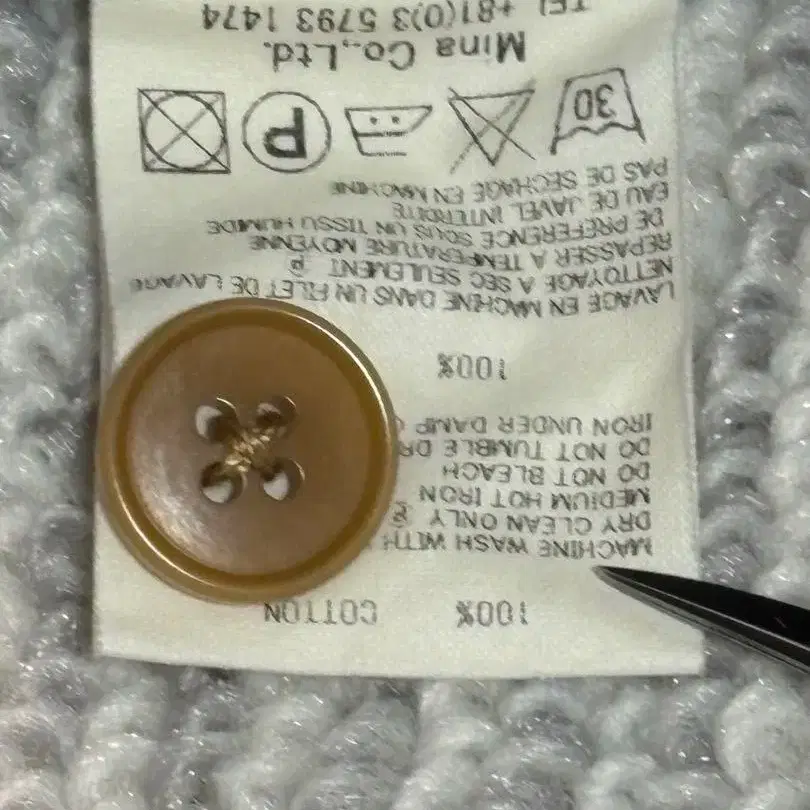 100% COTTON
MACHINE WASH WITH
DRY CLEAN ONLY P
MEDIUM HOT IRON
DO NOT BLEACH
DO NOT TUMBLE
IRON UNDER DAMP
100%
LAVAGE EN MACHINE DANS UN FILET DE LAVAGE
NETTOYAGE A SEC SEULEMENT P
REPASSER A TEMPERATURE MOYENNE
DE PREFERENCE SOUS UN TISSU HUMIDE
EAU DE JAVEL INTERDITE
PAS DE SECHAGE EN MACHINE
30 P
Mina Co.,Ltd.
TEL +81(0)3 5793 1474